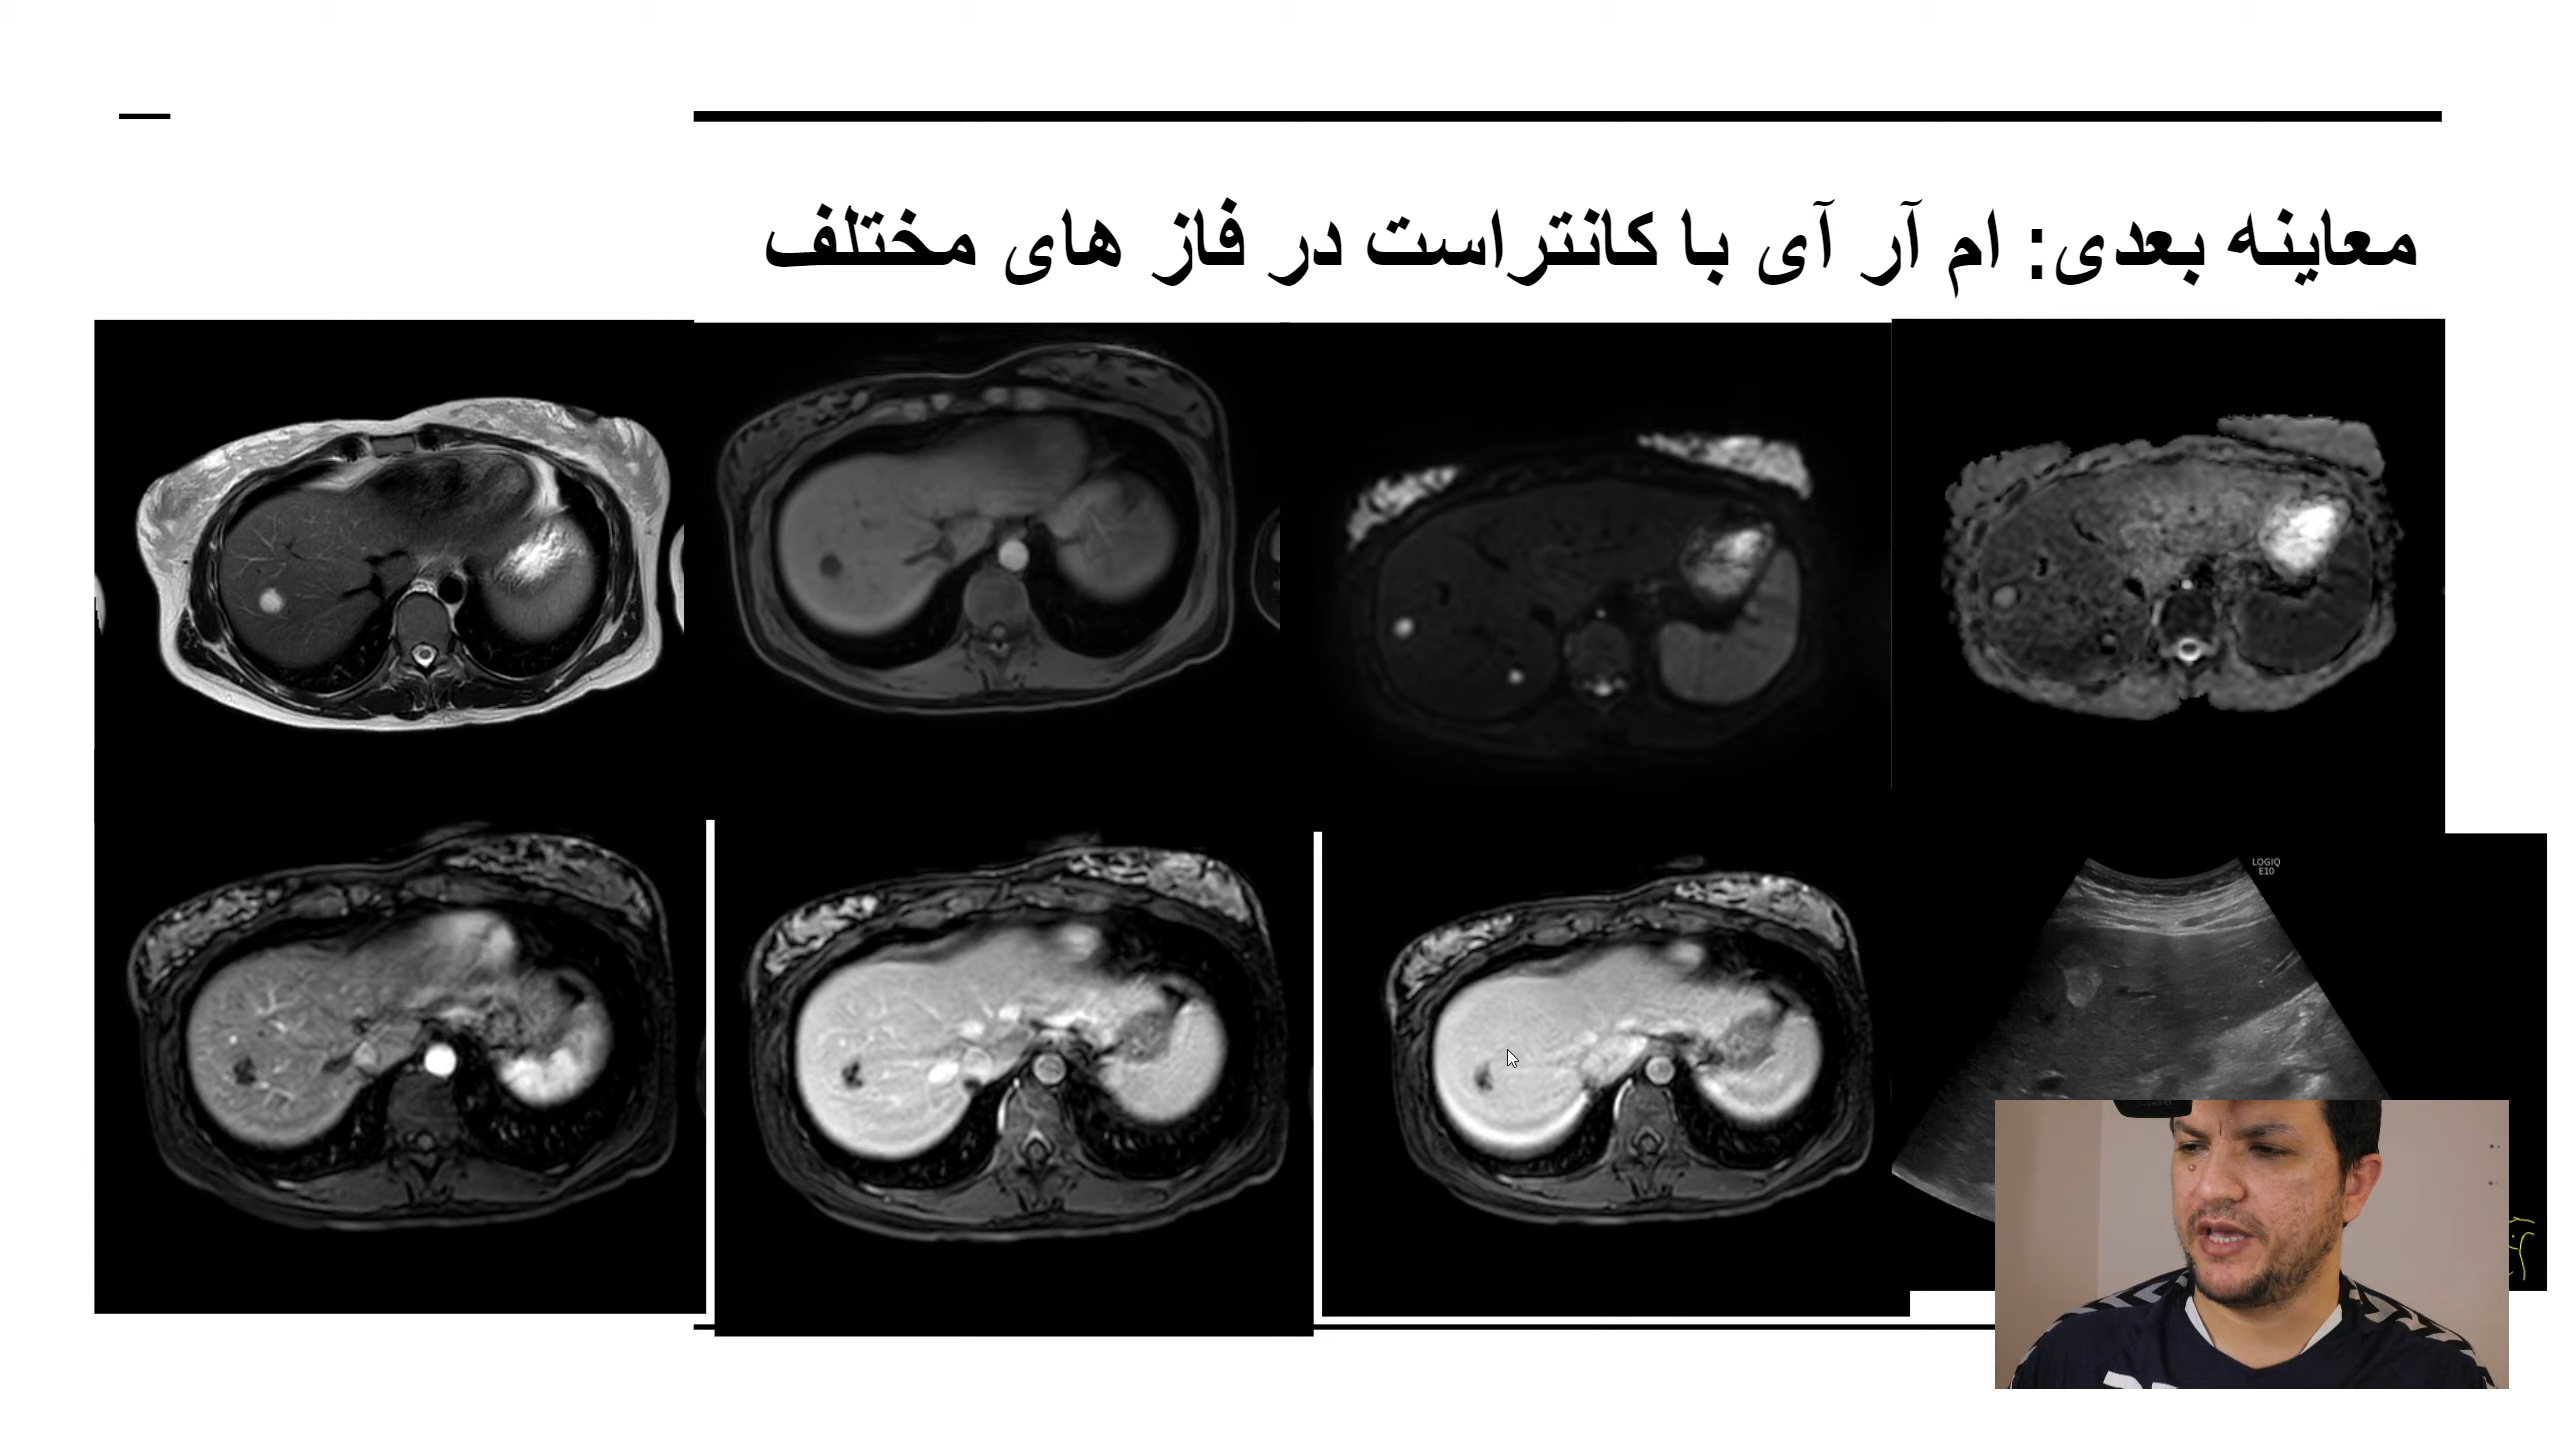 معاینه بعدی: ام آر آی با کانتراست در فاز های مختلف
LOGIQ
E10